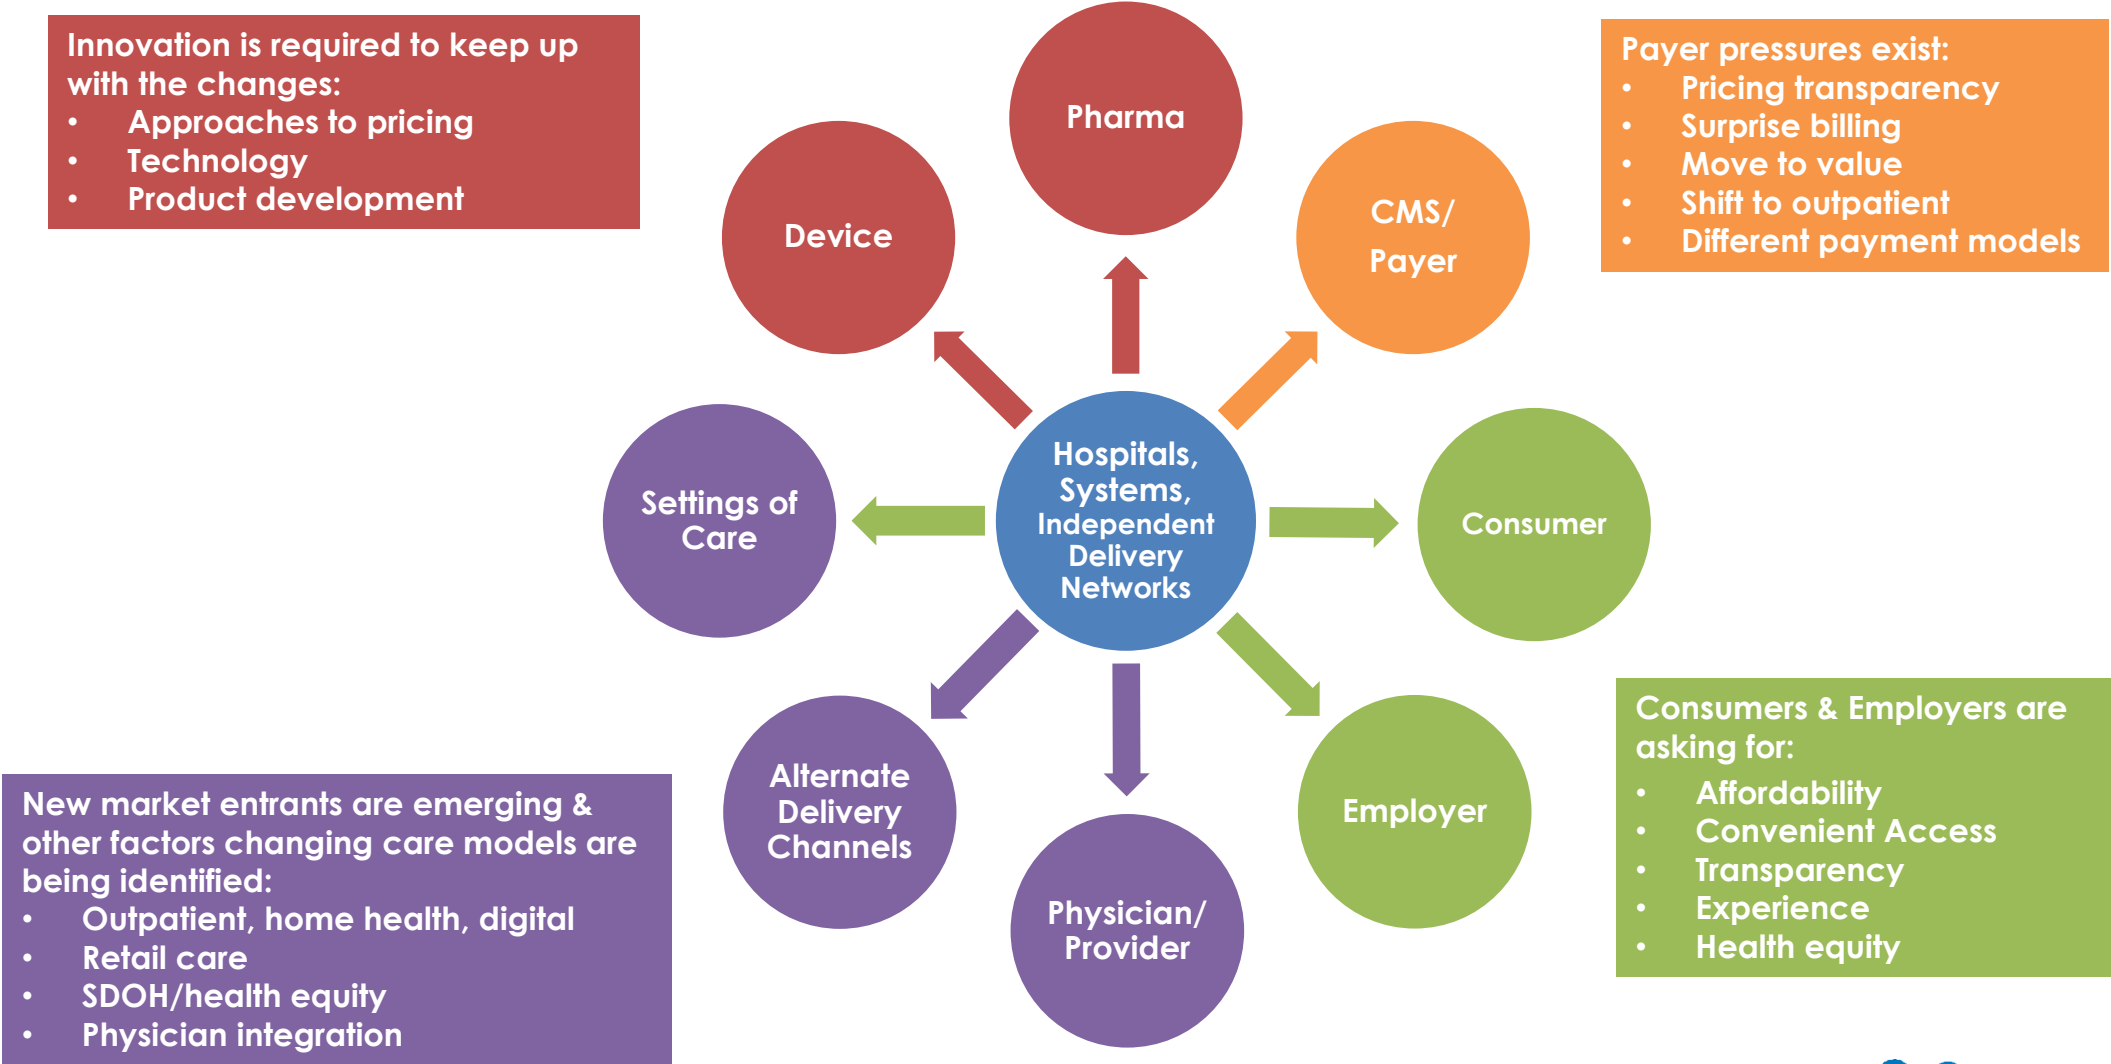 Innovation is required to keep up
with the changes:
• Approaches to pricing
• Technology
• Product development
Pharma
Payer pressures exist:
• Pricing transparency
• Surprise billing
• Move to value
• Shift to outpatient
• Different payment models
Device
CMS/
Payer
Settings of
Care
Hospitals,
Systems,
Independent
Delivery
Networks
Consumer
Alternate
Delivery
Channels
Physician/
Provider
Employer
Consumers & Employers are
asking for:
• Affordability
• Convenient Access
• Transparency
• Experience
• Health equity
New market entrants are emerging &
other factors changing care models are
being identified:
• Outpatient, home health, digital
• Retail care
• SDOH/health equity
• Physician integration